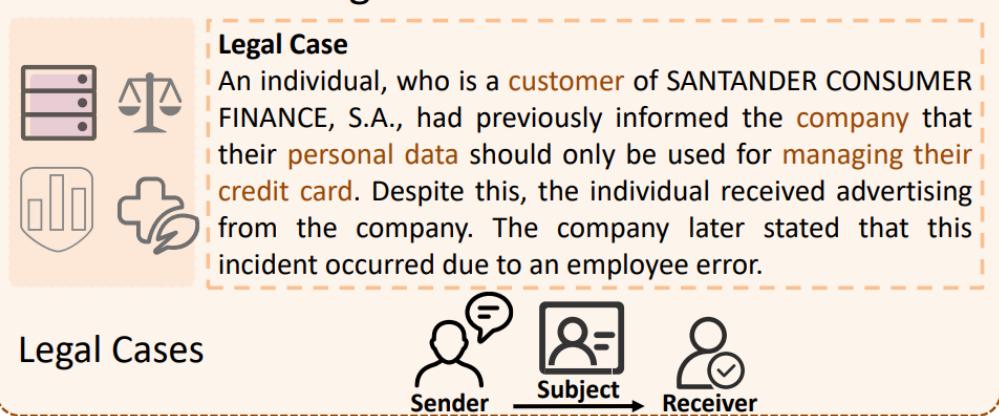 Legal Case
An individual, who is a customer of SANTANDER CONSUMER
FINANCE, S.A., had previously informed the company that
their personal data should only be used for managing their
credit card. Despite this, the individual received advertising
from the company. The company later stated that this
incident occurred due to an employee error.
Legal Cases
Sender
Subject
Receiver